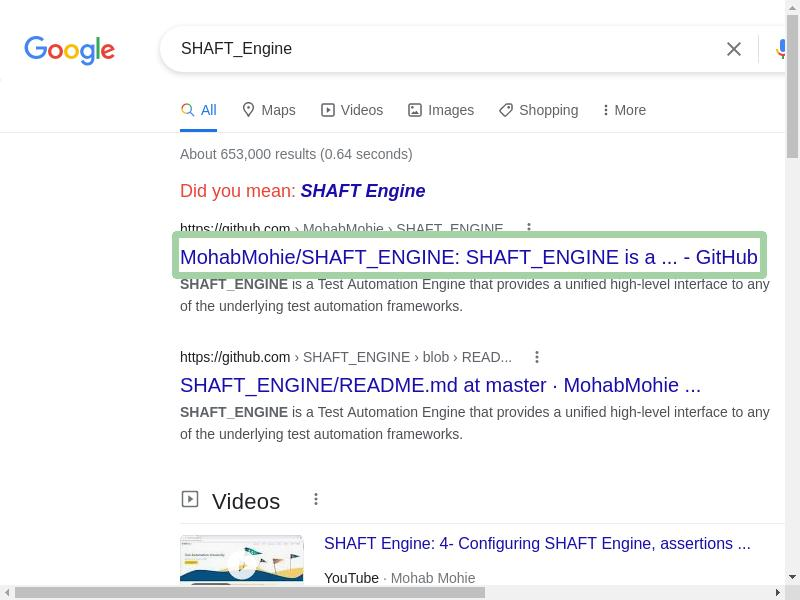 Google
SHAFT_Engine
All Maps Videos Images Shopping More
About 653,000 results (0.64 seconds)
Did you mean: SHAFT Engine
https://github.com › MohabMohie › SHAFT_ENGINE
MohabMohie/SHAFT_ENGINE: SHAFT_ENGINE is a ... - GitHub
SHAFT_ENGINE is a Test Automation Engine that provides a unified high-level interface to any
of the underlying test automation frameworks.
https://github.com › SHAFT_ENGINE › blob › READ...
SHAFT_ENGINE/README.md at master · MohabMohie ...
SHAFT_ENGINE is a Test Automation Engine that provides a unified high-level interface to any
of the underlying test automation frameworks.
Videos
SHAFT Engine: 4- Configuring SHAFT Engine, assertions ...
YouTube · Mohab Mohie